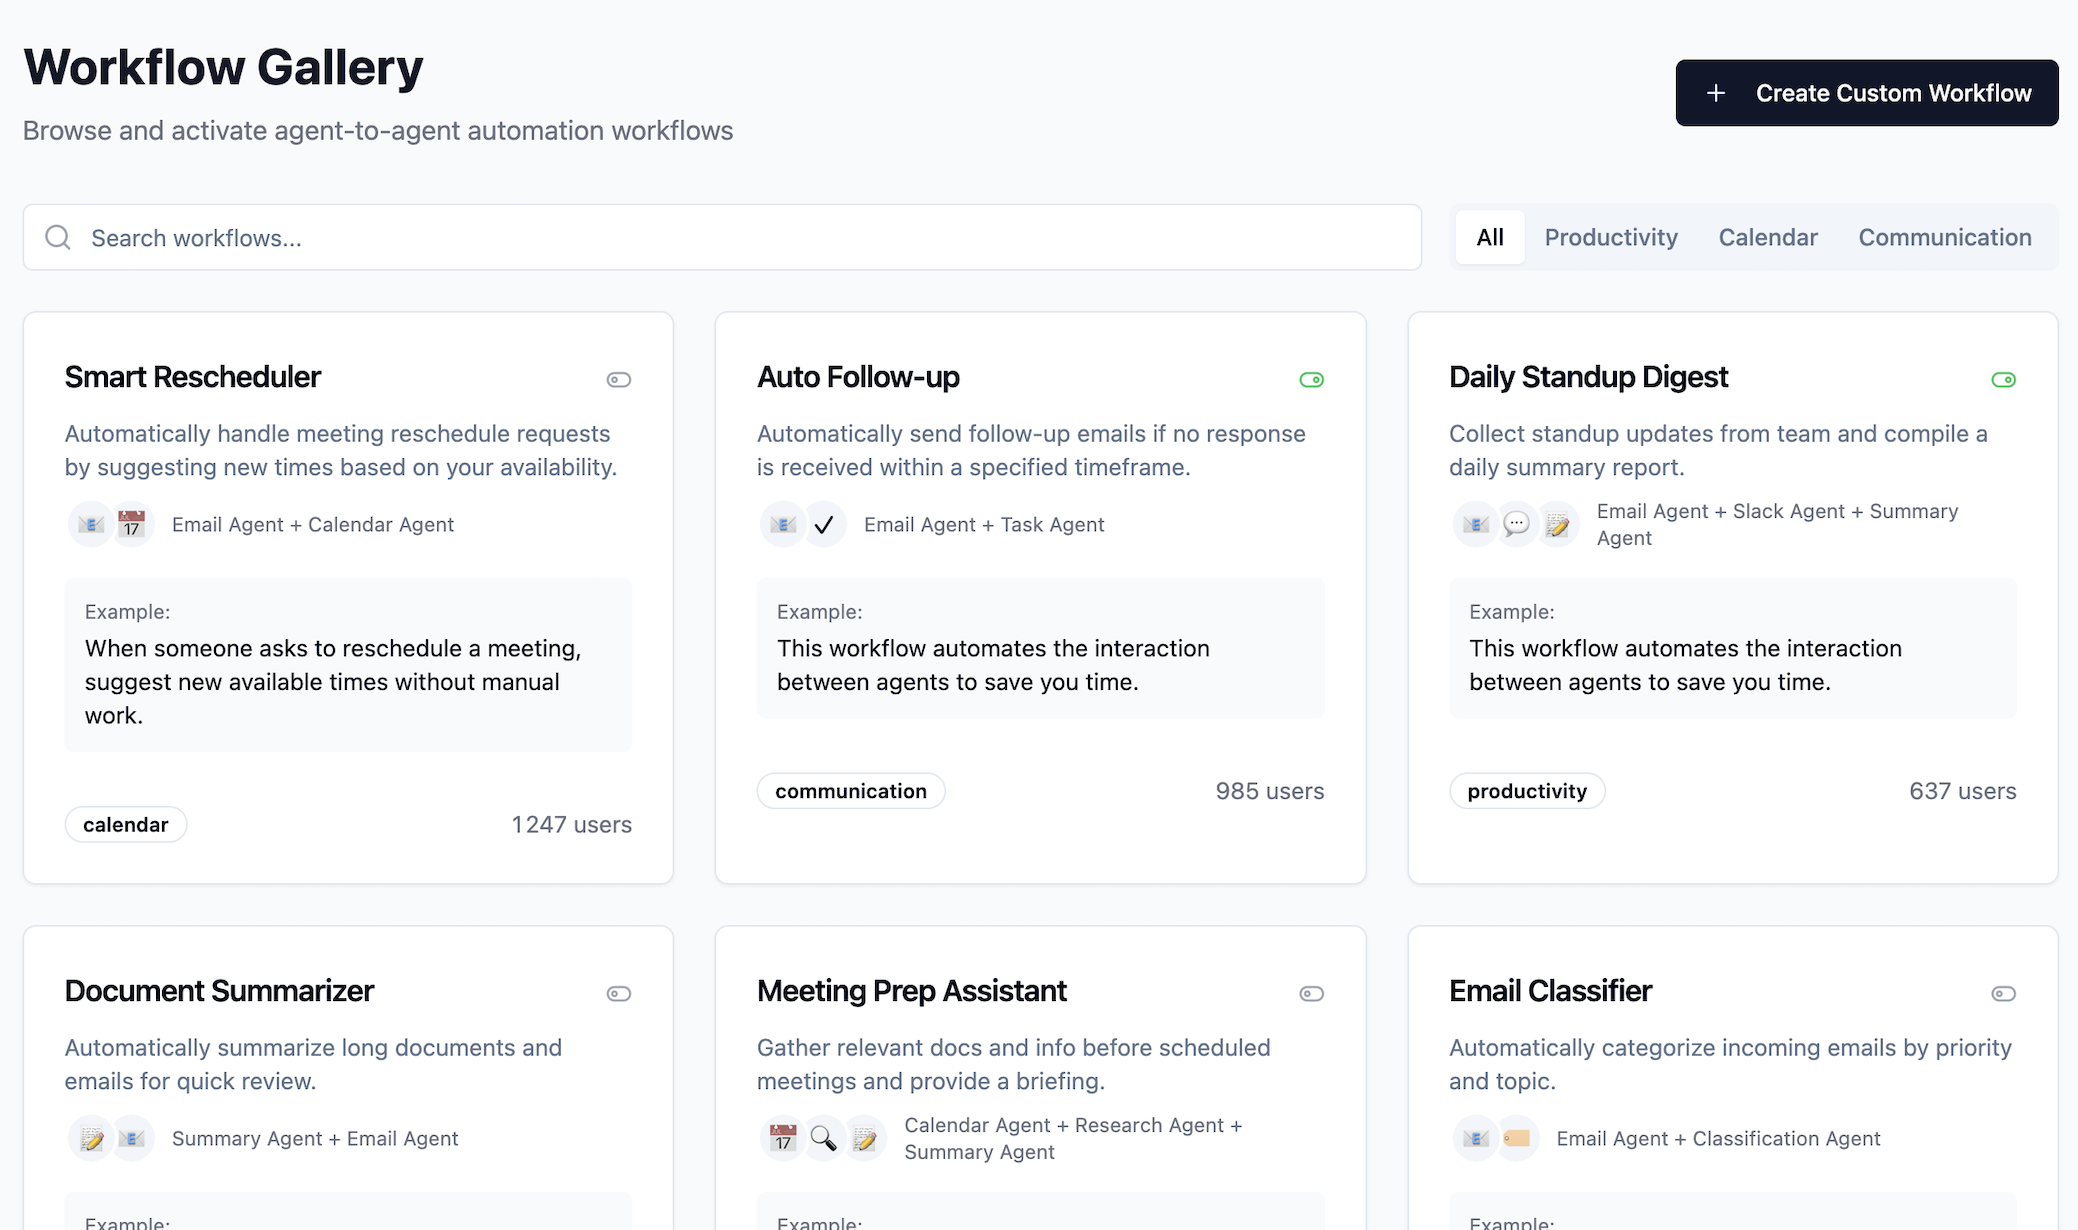 Workflow Gallery
Browse and activate agent-to-agent automation workflows
+ Create Custom Workflow
Search workflows...
All Productivity Calendar Communication
Smart Rescheduler
Automatically handle meeting reschedule requests
by suggesting new times based on your availability.
17
Email Agent + Calendar Agent
Example:
When someone asks to reschedule a meeting,
suggest new available times without manual
work.
calendar
1247 users
Auto Follow-up
Automatically send follow-up emails if no response
is received within a specified timeframe.
Email Agent + Task Agent
Example:
This workflow automates the interaction
between agents to save you time.
communication
985 users
Daily Standup Digest
Collect standup updates from team and compile a
daily summary report.
Email Agent + Slack Agent + Summary
Agent
Example:
This workflow automates the interaction
between agents to save you time.
productivity
637 users
Document Summarizer
Automatically summarize long documents and
emails for quick review.
Summary Agent + Email Agent
Example:
Meeting Prep Assistant
Gather relevant docs and info before scheduled
meetings and provide a briefing.
17
Calendar Agent + Research Agent +
Summary Agent
Example:
Email Classifier
Automatically categorize incoming emails by priority
and topic.
Email Agent + Classification Agent
Example: